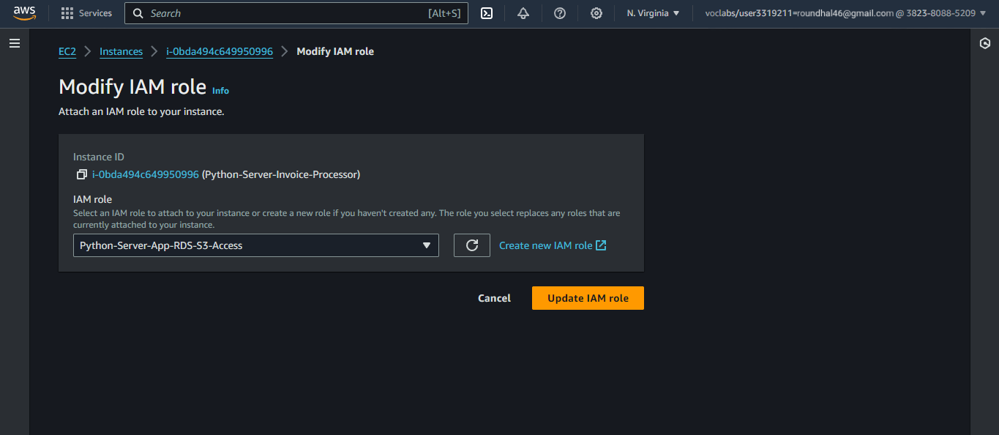 aws Services Search [Alt+S] N. Virginia voclabs/user3319211=roundhal46@gmail.com @ 3823-8088-5209
EC2 Instances i-0bda494c649950996 Modify IAM role
Modify IAM role Info
Attach an IAM role to your instance.
Instance ID
i-0bda494c649950996 (Python-Server-Invoice-Processor)
IAM role
Select an IAM role to attach to your instance or create a new role if you haven't created any. The role you select replaces any roles that are
currently attached to your instance.
Python-Server-App-RDS-S3-Access Create new IAM role
Cancel Update IAM role